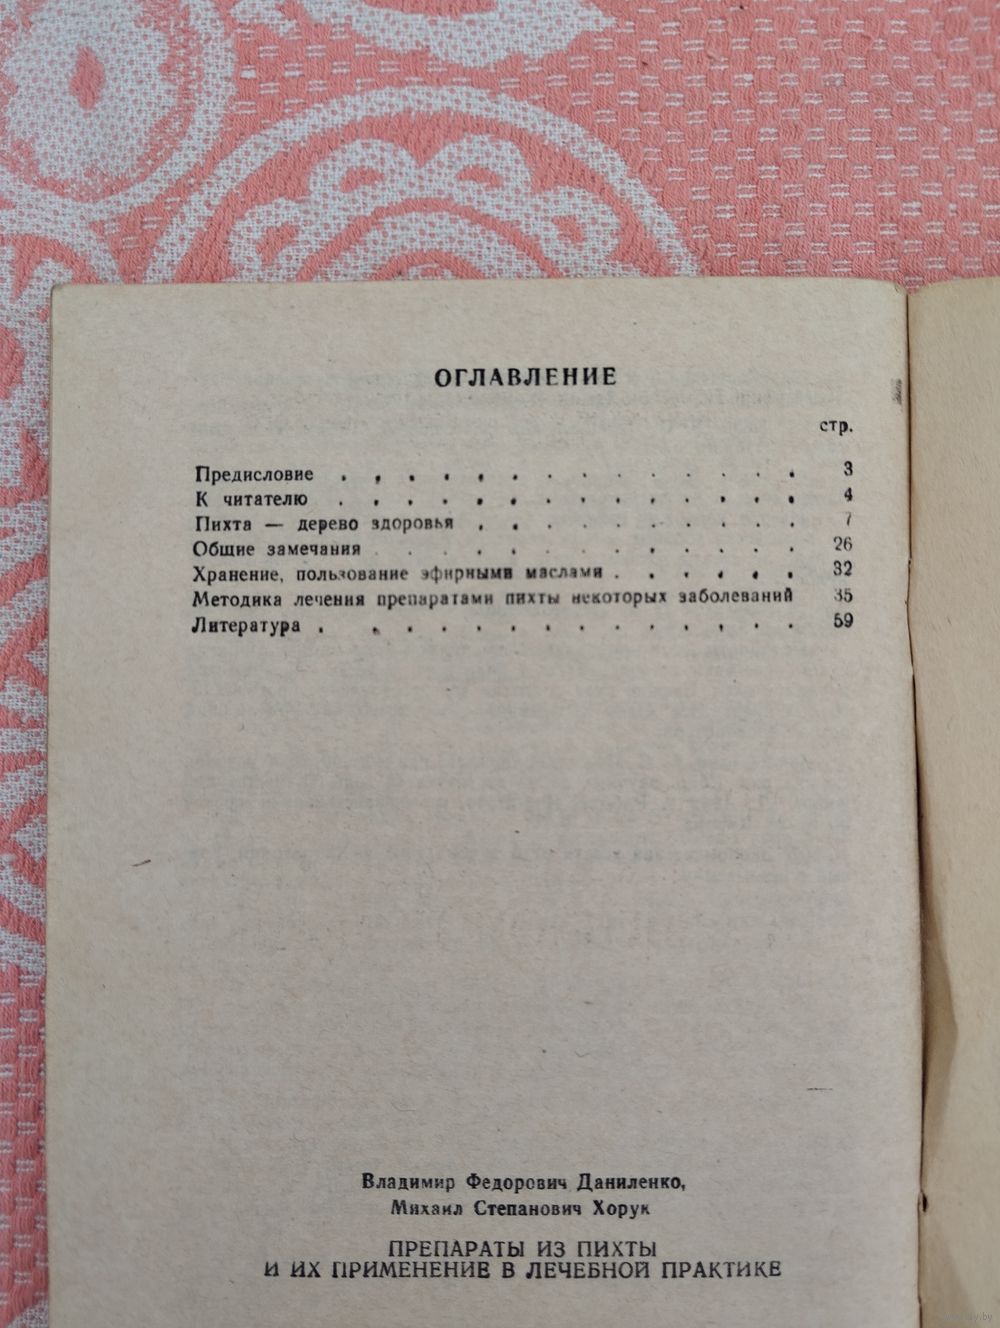 ОГЛАВЛЕНИЕ
стр.
Предисловие . . . . . . . . . . . . . . 3
К читателю . . . . . . . . . . . . . . 4
Пихта — дерево здоровья . . . . . . . . . . 7
Общие замечания . . . . . . . . . . . . . 26
Хранение, пользование эфирными маслами . . . . . . 32
Методика лечения препаратами пихты некоторых заболеваний 35
Литература . . . . . . . . . . . . . . 59
Владимир Федорович Даниленко,
Михаил Степанович Хорук
ПРЕПАРАТЫ ИЗ ПИХТЫ
И ИХ ПРИМЕНЕНИЕ В ЛЕЧЕБНОЙ ПРАКТИКЕ